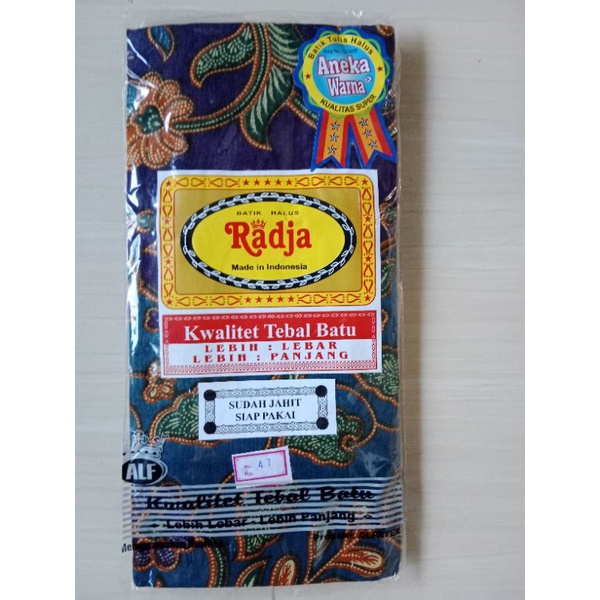 Batik Tulis Halus
Aneka
Warna
KUALITAS SUPER
BATIK HALUS
Radja
Made in Indonesia
Kwalitet Tebal Batu
LEBIH : LEBAR
LEBIH : PANJANG
SUDAH JAHIT
SIAP PAKAI
47
ALF
Kwalitet Tebal Batu
- Lebih Lebar - Lebih Panjang -